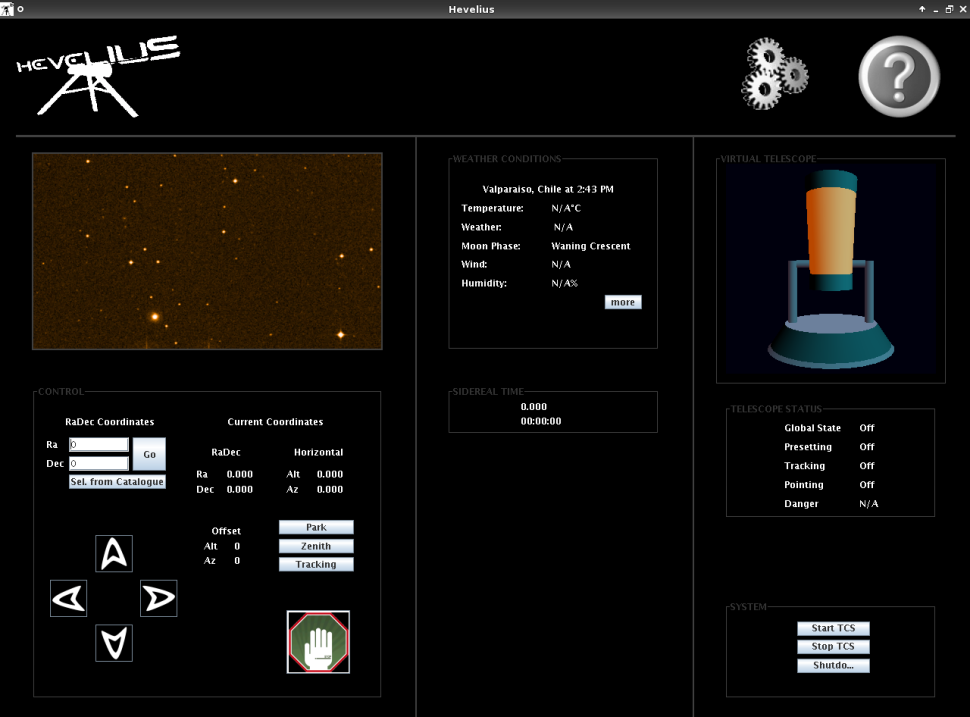 Hevelius
HEVELIUS
WEATHER CONDITIONS
Valparaiso, Chile at 2:43 PM
Temperature: N/A°C
Weather: N/A
Moon Phase: Waning Crescent
Wind: N/A
Humidity: N/A%
more
VIRTUAL TELESCOPE
CONTROL
RaDec Coordinates
Ra 0
Dec 0
Go
Sel. from Catalogue
Current Coordinates
RaDec Horizontal
Ra 0.000 Alt 0.000
Dec 0.000 Az 0.000
Offset
Alt 0
Az 0
Park
Zenith
Tracking
SIDEREAL TIME
0.000
00:00:00
TELESCOPE STATUS
Global State Off
Presetting Off
Tracking Off
Pointing Off
Danger N/A
SYSTEM
Start TCS
Stop TCS
Shutdo...